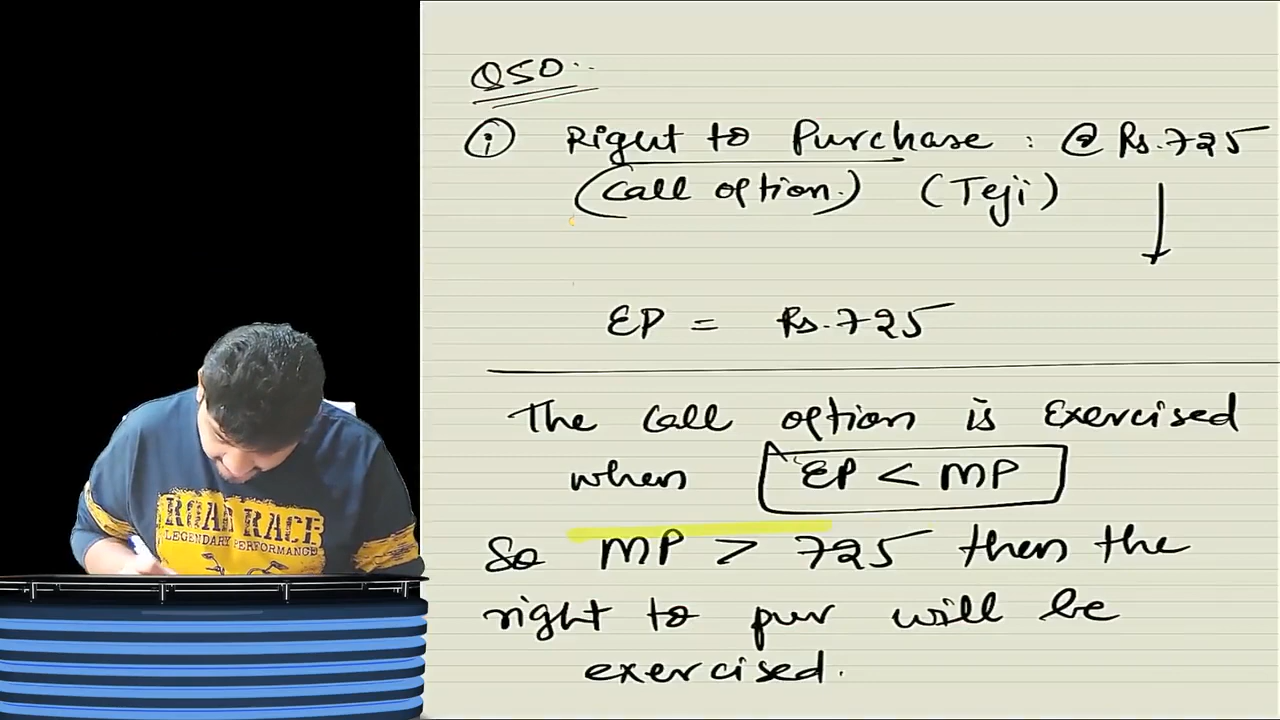 Q50:-
① Right to Purchase : @ Rs.725
(Call option) (Teji)
EP = Rs.725
The Call option is Exercised
when EP < MP
So MP > 725 then the
right to pur will be
exercised.
ROAD RACE
LEGENDARY PERFORMANCE